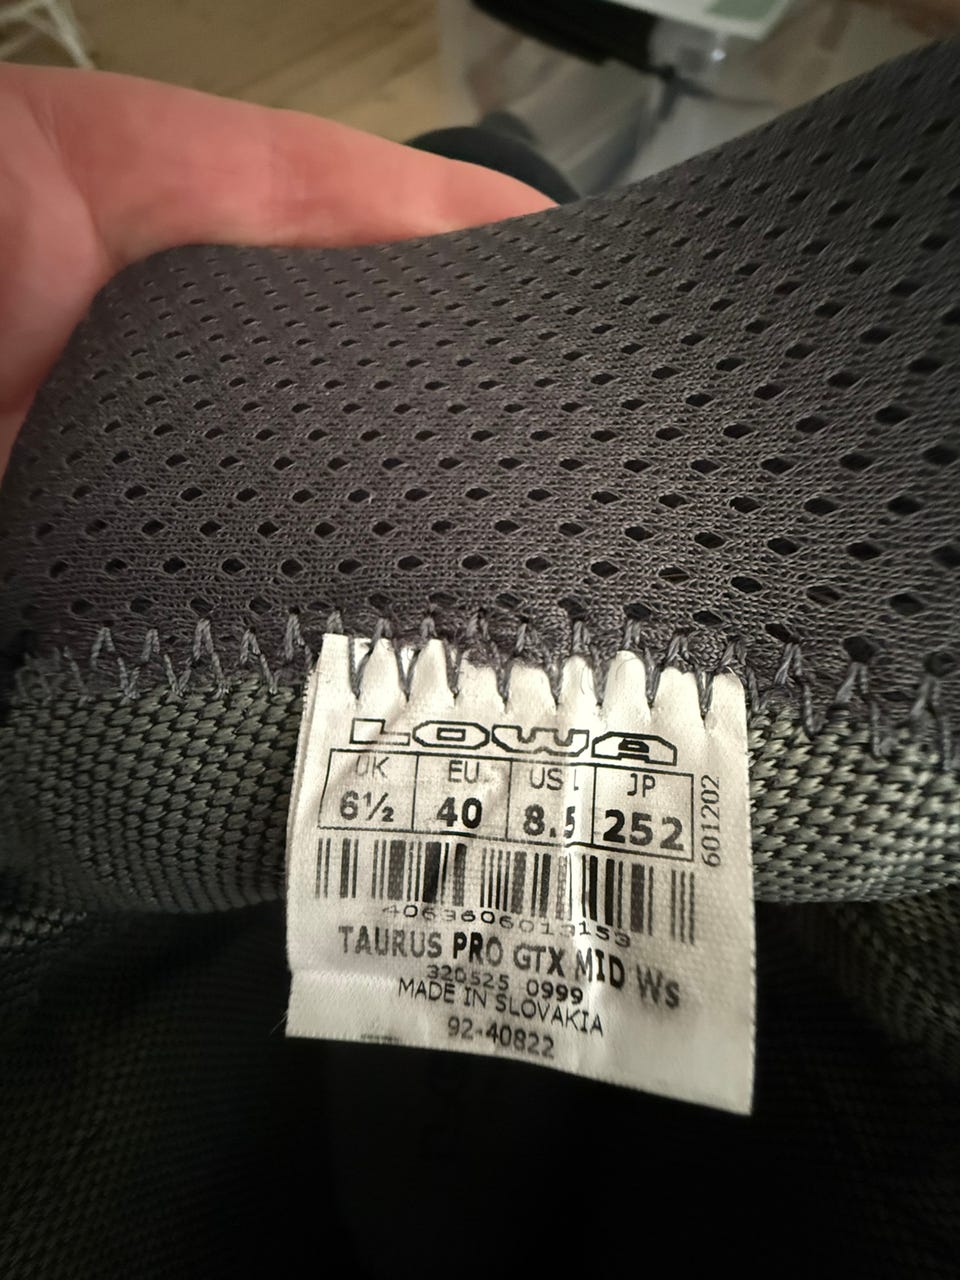 LOWA
UK EU US L JP
6½ 40 8.5 252
601202
4063606013153
TAURUS PRO GTX MID Ws
320525 0999
MADE IN SLOVAKIA
92-40822